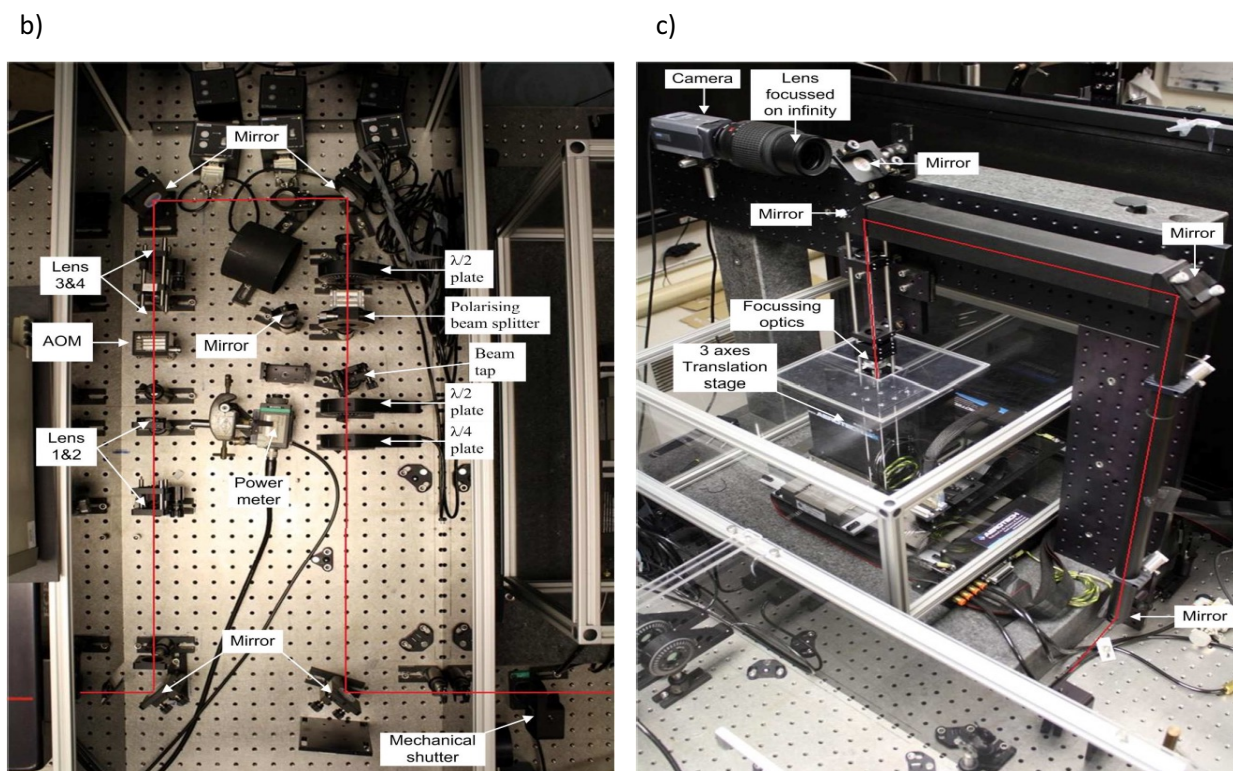 b)
Mirror
Lens
3&4
AOM
Mirror
Lens
1&2
Power
meter
Mirror
λ/2
plate
Polarising
beam splitter
Beam
tap
λ/2
plate
λ/4
plate
Mechanical
shutter
c)
Camera
Lens
focussed
on infinity
Mirror
Mirror
Mirror
Focussing
optics
3 axes
Translation
stage
Mirror
AEROTECH